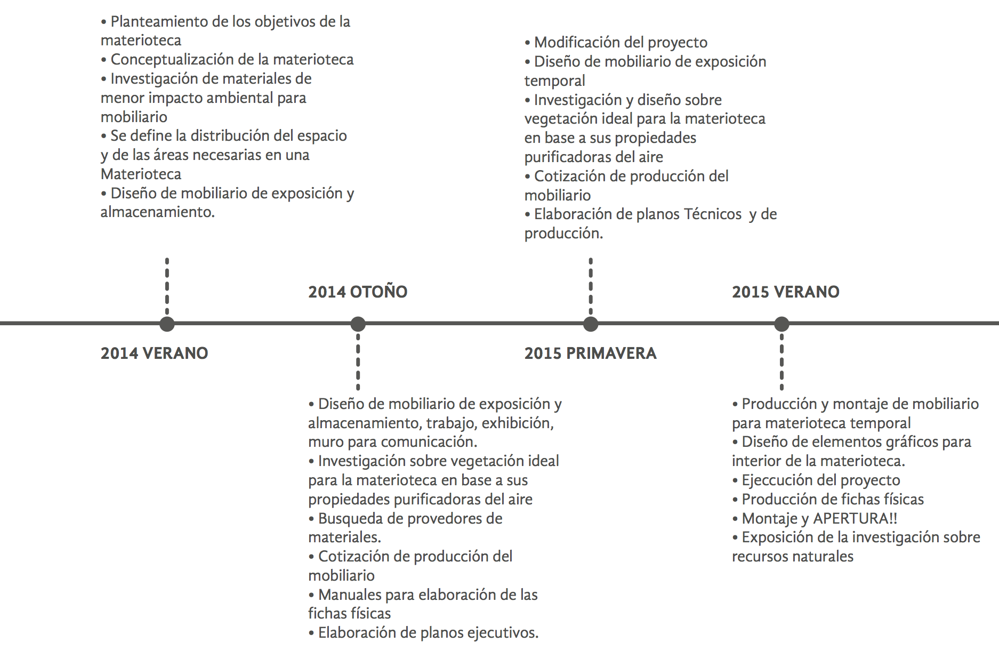 • Planteamiento de los objetivos de la
materioteca
• Conceptualización de la materioteca
• Investigación de materiales de
menor impacto ambiental para
mobiliario
• Se define la distribución del espacio
y de las áreas necesarias en una
Materioteca
• Diseño de mobiliario de exposición y
almacenamiento.
2014 VERANO
2014 OTOÑO
• Diseño de mobiliario de exposición y
almacenamiento, trabajo, exhibición,
muro para comunicación.
• Investigación sobre vegetación ideal
para la materioteca en base a sus
propiedades purificadoras del aire
• Busqueda de provedores de
materiales.
• Cotización de producción del
mobiliario
• Manuales para elaboración de las
fichas físicas
• Elaboración de planos ejecutivos.
• Modificación del proyecto
• Diseño de mobiliario de exposición
temporal
• Investigación y diseño sobre
vegetación ideal para la materioteca
en base a sus propiedades
purificadoras del aire
• Cotización de producción del
mobiliario
• Elaboración de planos Técnicos  y de
producción.
2015 PRIMAVERA
2015 VERANO
• Producción y montaje de mobiliario
para materioteca temporal
• Diseño de elementos gráficos para
interior de la materioteca.
• Ejeccución del proyecto
• Producción de fichas físicas
• Montaje y APERTURA!!
• Exposición de la investigación sobre
recursos naturales